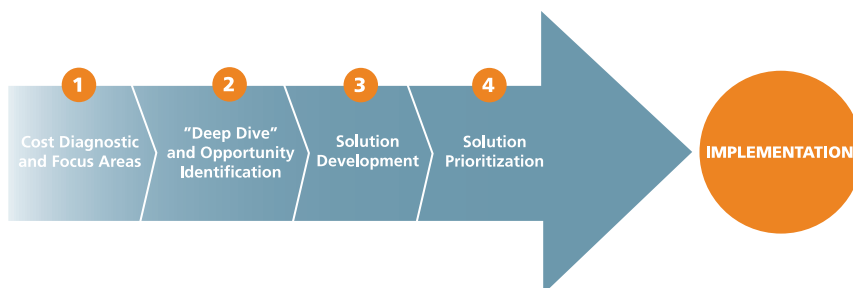 1
Cost Diagnostic
and Focus Areas
2
”Deep Dive”
and Opportunity
Identification
3
Solution
Development
4
Solution
Prioritization
IMPLEMENTATION